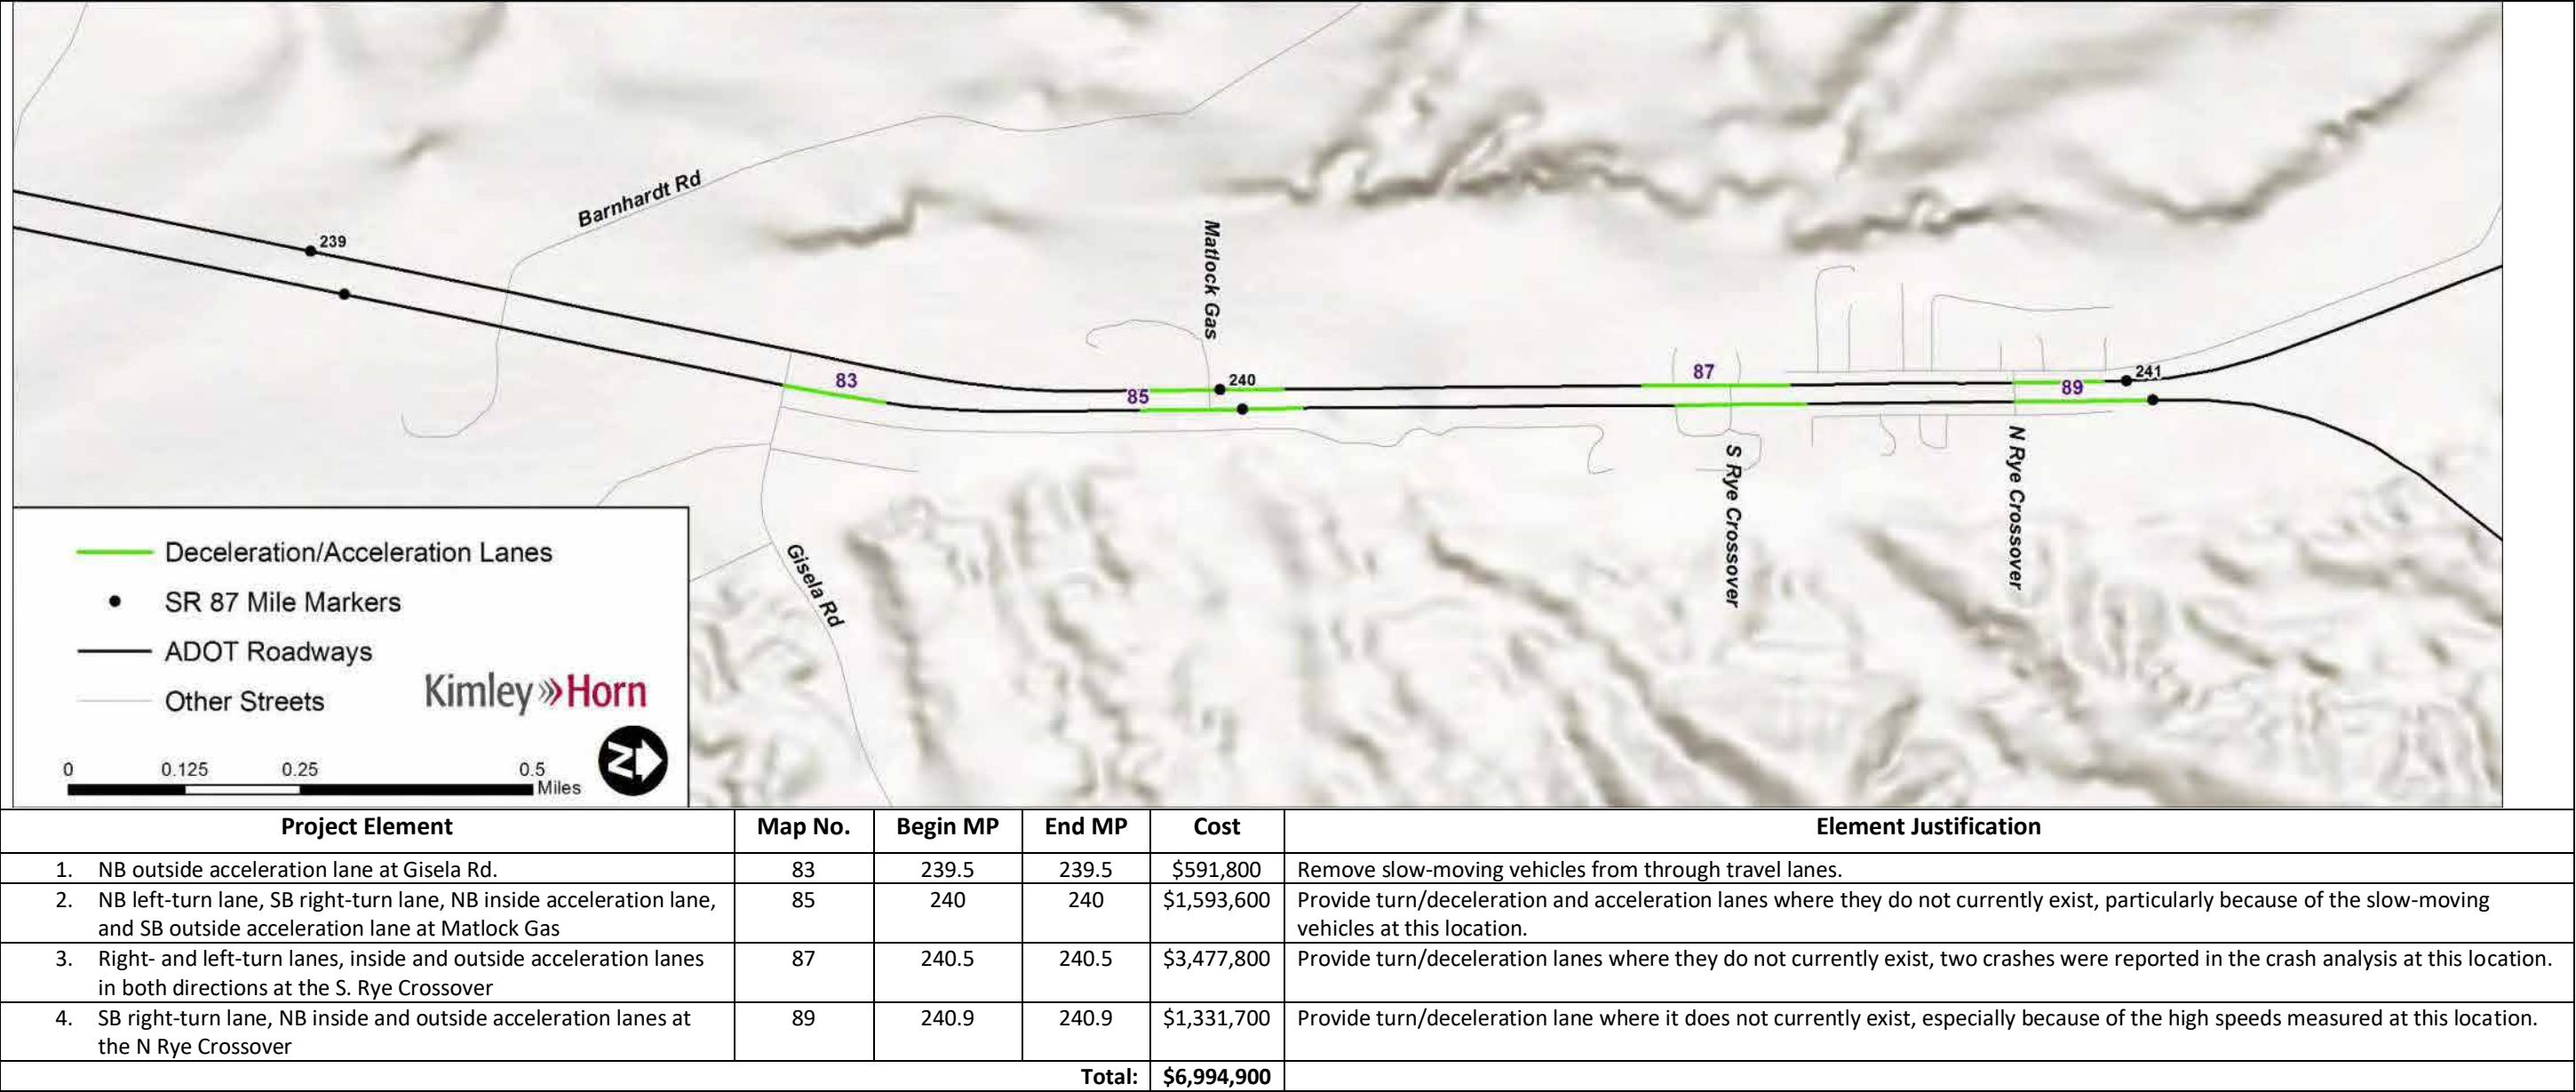 239
Barnhardt Rd
Matlock Gas
83
85
240
87
241
89
S Rye Crossover
N Rye Crossover
Gisela Rd
Deceleration/Acceleration Lanes
SR 87 Mile Markers
ADOT Roadways
Other Streets
Kimley»Horn
N
0 0.125 0.25 0.5
Miles
Project Element Map No. Begin MP End MP Cost Element Justification
1. NB outside acceleration lane at Gisela Rd. 83 239.5 239.5 $591,800 Remove slow-moving vehicles from through travel lanes.
2. NB left-turn lane, SB right-turn lane, NB inside acceleration lane, 85 240 240 $1,593,600 Provide turn/deceleration and acceleration lanes where they do not currently exist, particularly because of the slow-moving
and SB outside acceleration lane at Matlock Gas vehicles at this location.
3. Right- and left-turn lanes, inside and outside acceleration lanes 87 240.5 240.5 $3,477,800 Provide turn/deceleration lanes where they do not currently exist, two crashes were reported in the crash analysis at this location.
in both directions at the S. Rye Crossover
4. SB right-turn lane, NB inside and outside acceleration lanes at 89 240.9 240.9 $1,331,700 Provide turn/deceleration lane where it does not currently exist, especially because of the high speeds measured at this location.
the N Rye Crossover
Total: $6,994,900